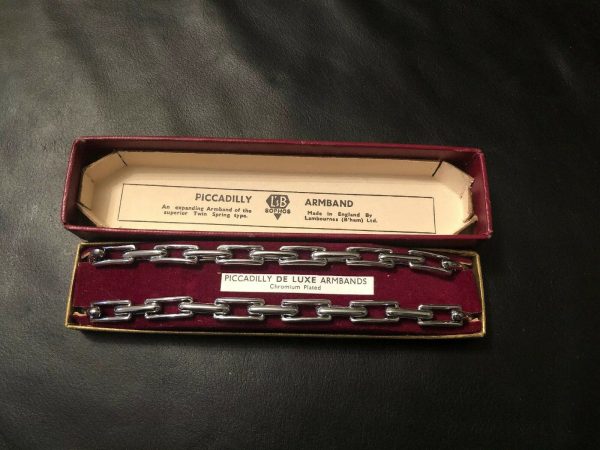 PICCADILLY
An expanding Armband of the
superior Twin Spring type.
LB
SOPHOS
ARMBAND
Made in England By
Lambournes (B'ham) Ltd.
PICCADILLY DE LUXE ARMBANDS
Chromium Plated